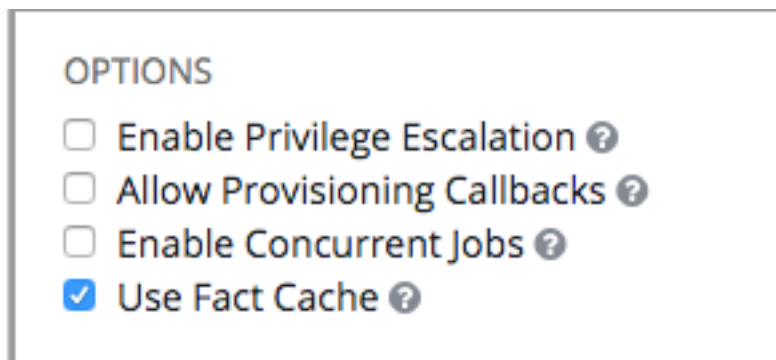 OPTIONS
Enable Privilege Escalation ?
Allow Provisioning Callbacks ?
Enable Concurrent Jobs ?
Use Fact Cache ?